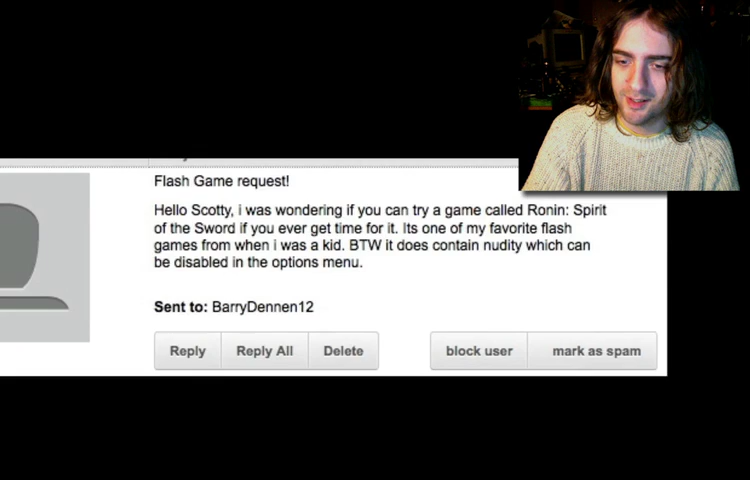 Flash Game request!
Hello Scotty, i was wondering if you can try a game called Ronin: Spirit
of the Sword if you ever get time for it. Its one of my favorite flash
games from when i was a kid. BTW it does contain nudity which can
be disabled in the options menu.
Sent to: BarryDennen12
Reply Reply All Delete block user mark as spam